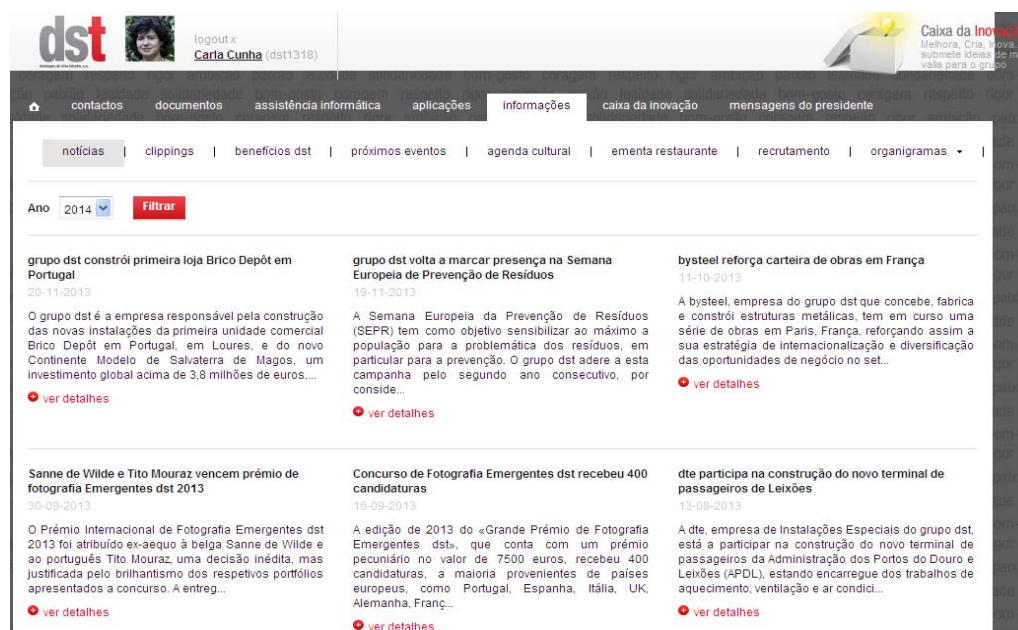 dst
logout x
Carla Cunha (dst1318)
Caixa da Inovaçã
Melhora, Cria, Inova.
submete ideias de m
valia para o grupo
contactos documentos assistência informática aplicações informações caixa da inovação mensagens do presidente
notícias | clippings | benefícios dst | próximos eventos | agenda cultural | ementa restaurante | recrutamento | organigramas |
Ano 2014 Filtrar
grupo dst constrói primeira loja Brico Depôt em
Portugal
20-11-2013
O grupo dst é a empresa responsável pela construção
das novas instalações da primeira unidade comercial
Brico Depôt em Portugal, em Loures, e do novo
Continente Modelo de Salvaterra de Magos, um
investimento global acima de 3,8 milhões de euros,...
ver detalhes
grupo dst volta a marcar presença na Semana
Europeia de Prevenção de Resíduos
19-11-2013
A Semana Europeia da Prevenção de Resíduos
(SEPR) tem como objetivo sensibilizar ao máximo a
população para a problemática dos resíduos, em
particular para a prevenção. O grupo dst adere a esta
campanha pelo segundo ano consecutivo, por
conside...
ver detalhes
bysteel reforça carteira de obras em França
11-10-2013
A bysteel, empresa do grupo dst que concebe, fabrica
e constrói estruturas metálicas, tem em curso uma
série de obras em Paris, França, reforçando assim a
sua estratégia de internacionalização e diversificação
das oportunidades de negócio no set...
ver detalhes
Sanne de Wilde e Tito Mouraz vencem prémio de
fotografia Emergentes dst 2013
30-09-2013
O Prémio Internacional de Fotografia Emergentes dst
2013 foi atribuído ex-aequo à belga Sanne de Wilde e
ao português Tito Mouraz, uma decisão inédita, mas
justificada pelo brilhantismo dos respetivos portfólios
apresentados a concurso. A entreg...
ver detalhes
Concurso de Fotografia Emergentes dst recebeu 400
candidaturas
16-09-2013
A edição de 2013 do «Grande Prémio de Fotografia
Emergentes dst», que conta com um prémio
pecuniário no valor de 7500 euros, recebeu 400
candidaturas, a maioria provenientes de países
europeus, como Portugal, Espanha, Itália, UK,
Alemanha, Franç...
ver detalhes
dte participa na construção do novo terminal de
passageiros de Leixões
13-08-2013
A dte, empresa de Instalações Especiais do grupo dst,
está a participar na construção do novo terminal de
passageiros da Administração dos Portos do Douro e
Leixões (APDL), estando encarregue dos trabalhos de
aquecimento, ventilação e ar condici...
ver detalhes